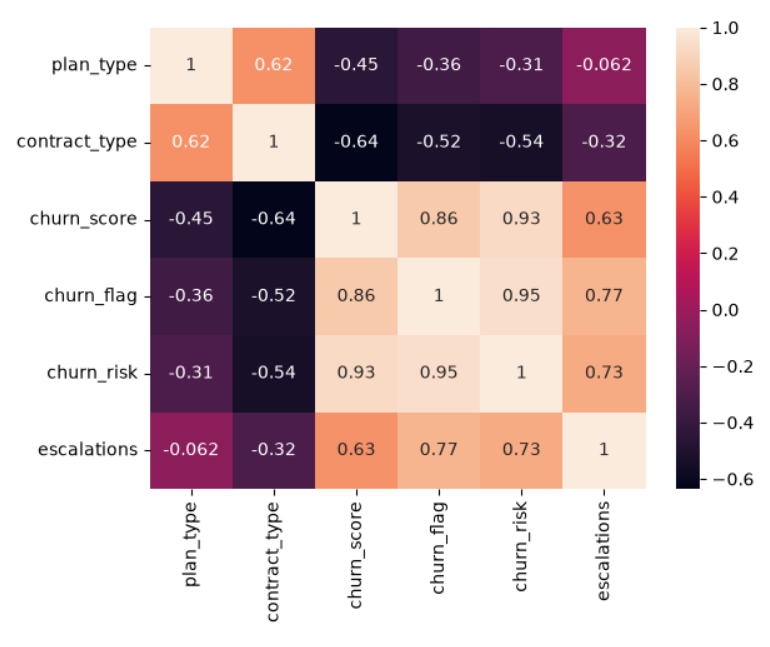 plan_type 1 0.62 -0.45 -0.36 -0.31 -0.062
contract_type 0.62 1 -0.64 -0.52 -0.54 -0.32
churn_score -0.45 -0.64 1 0.86 0.93 0.63
churn_flag -0.36 -0.52 0.86 1 0.95 0.77
churn_risk -0.31 -0.54 0.93 0.95 1 0.73
escalations -0.062 -0.32 0.63 0.77 0.73 1
plan_type contract_type churn_score churn_flag churn_risk escalations
1.0
0.8
0.6
0.4
0.2
0.0
−0.2
−0.4
−0.6